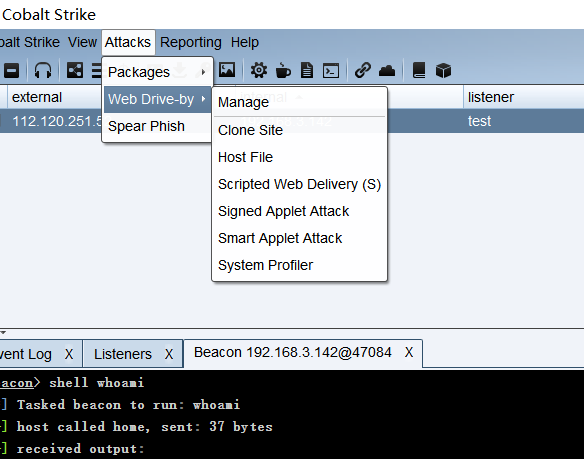 Cobalt Strike
balt Strike View Attacks Reporting Help
Packages
Web Drive-by
Spear Phish
Manage
Clone Site
Host File
Scripted Web Delivery (S)
Signed Applet Attack
Smart Applet Attack
System Profiler
external listener
112.120.251.5 test
vent Log X Listeners X Beacon 192.168.3.142@47084 X
acon> shell whoami
] Tasked beacon to run: whoami
] host called home, sent: 37 bytes
] received output: